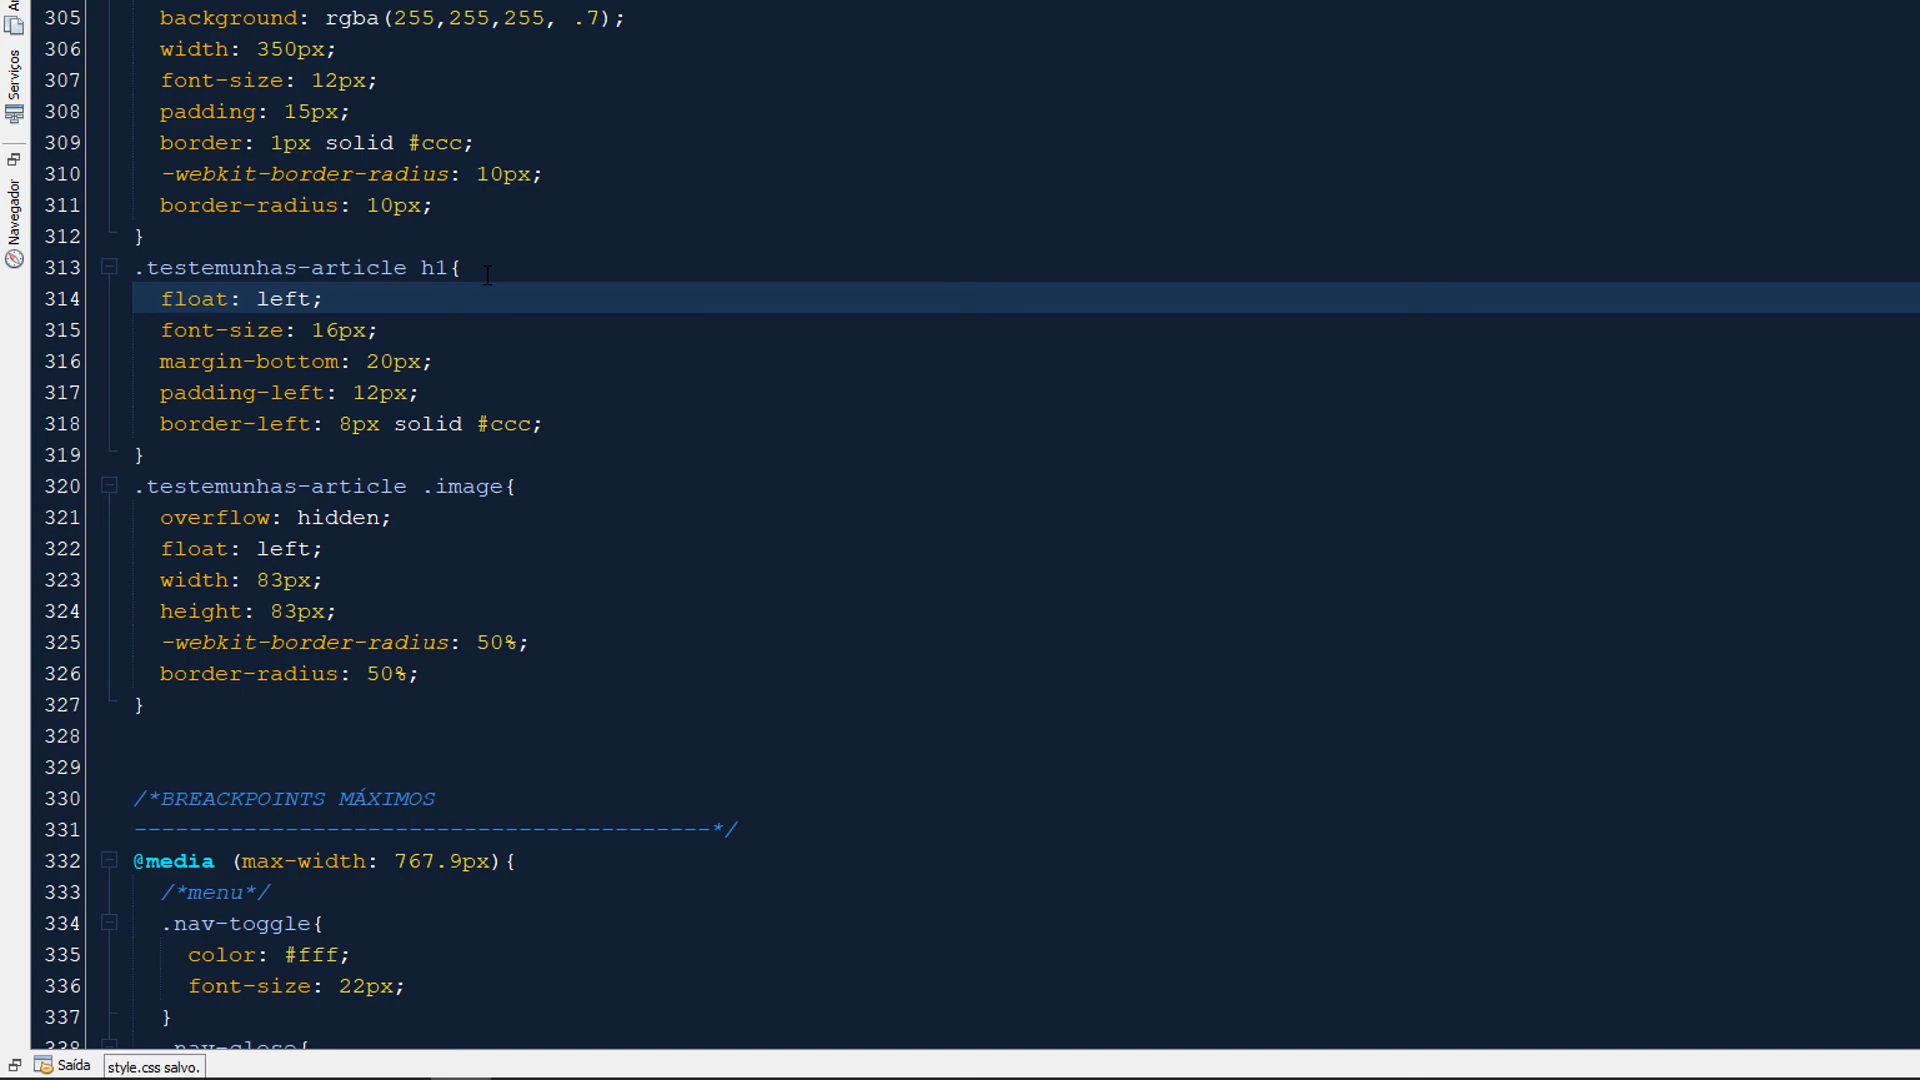 305 background: rgba(255,255,255, .7);
306 width: 350px;
307 font-size: 12px;
308 padding: 15px;
309 border: 1px solid #ccc;
310 -webkit-border-radius: 10px;
311 border-radius: 10px;
312 }
313 .testemunhas-article h1{
314 float: left;
315 font-size: 16px;
316 margin-bottom: 20px;
317 padding-left: 12px;
318 border-left: 8px solid #ccc;
319 }
320 .testemunhas-article .image{
321 overflow: hidden;
322 float: left;
323 width: 83px;
324 height: 83px;
325 -webkit-border-radius: 50%;
326 border-radius: 50%;
327 }
328
329
330 /*BREACKPOINTS MÁXIMOS
331 ------------------------------------------*/
332 @media (max-width: 767.9px){
333 /*menu*/
334 .nav-toggle{
335 color: #fff;
336 font-size: 22px;
337 }
338 .nav-close{
Serviços
Navegador
Saída
style.css salvo.